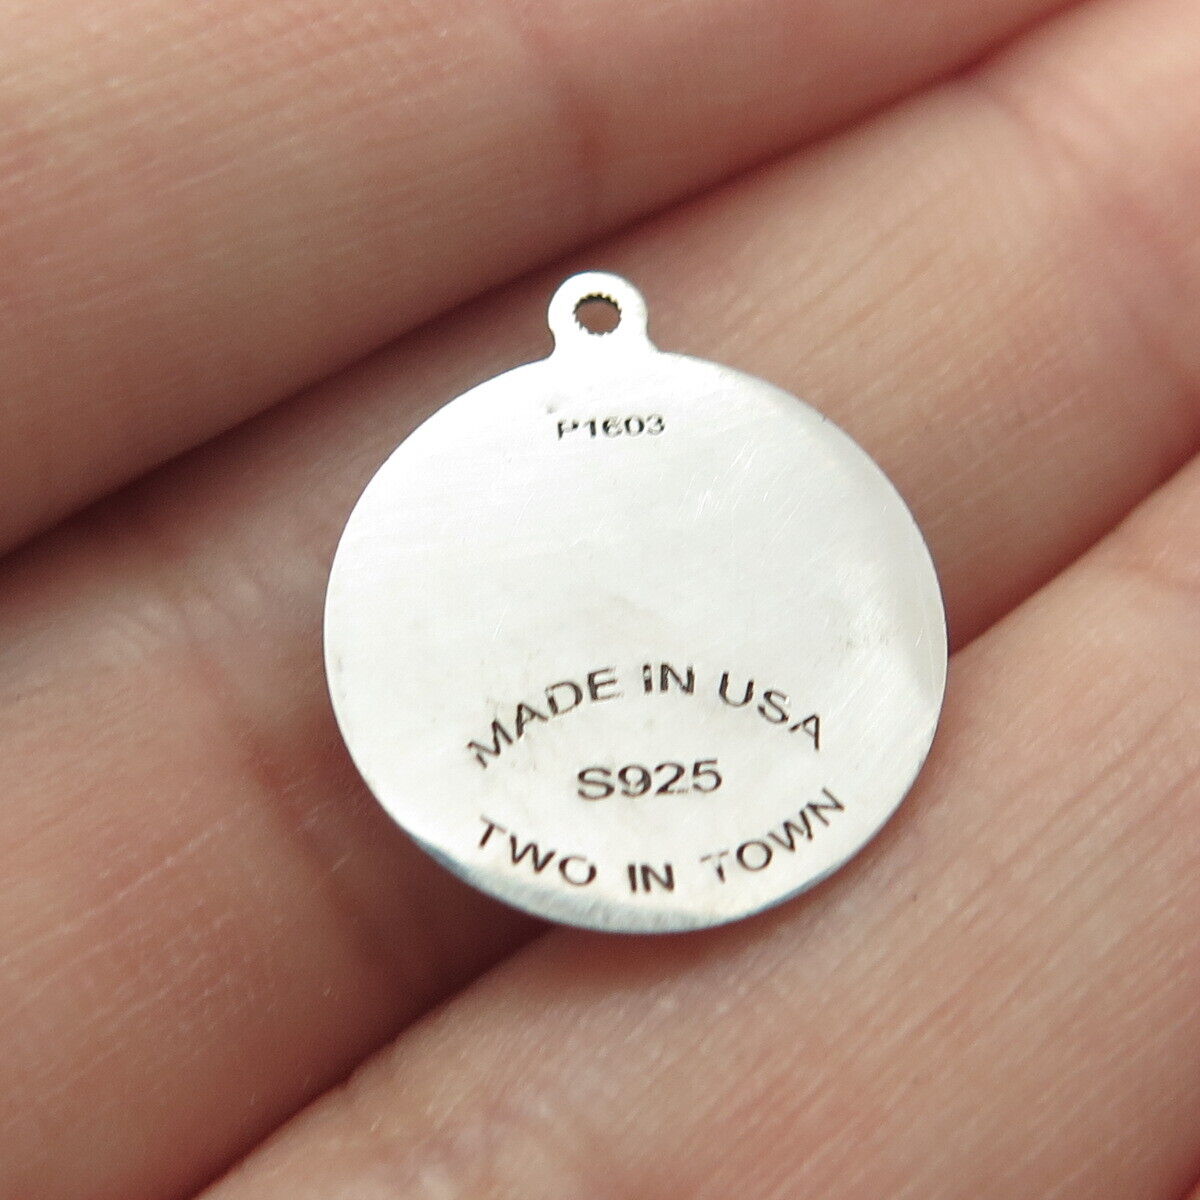 P1603
MADE IN USA
S925
TWO IN TOWN